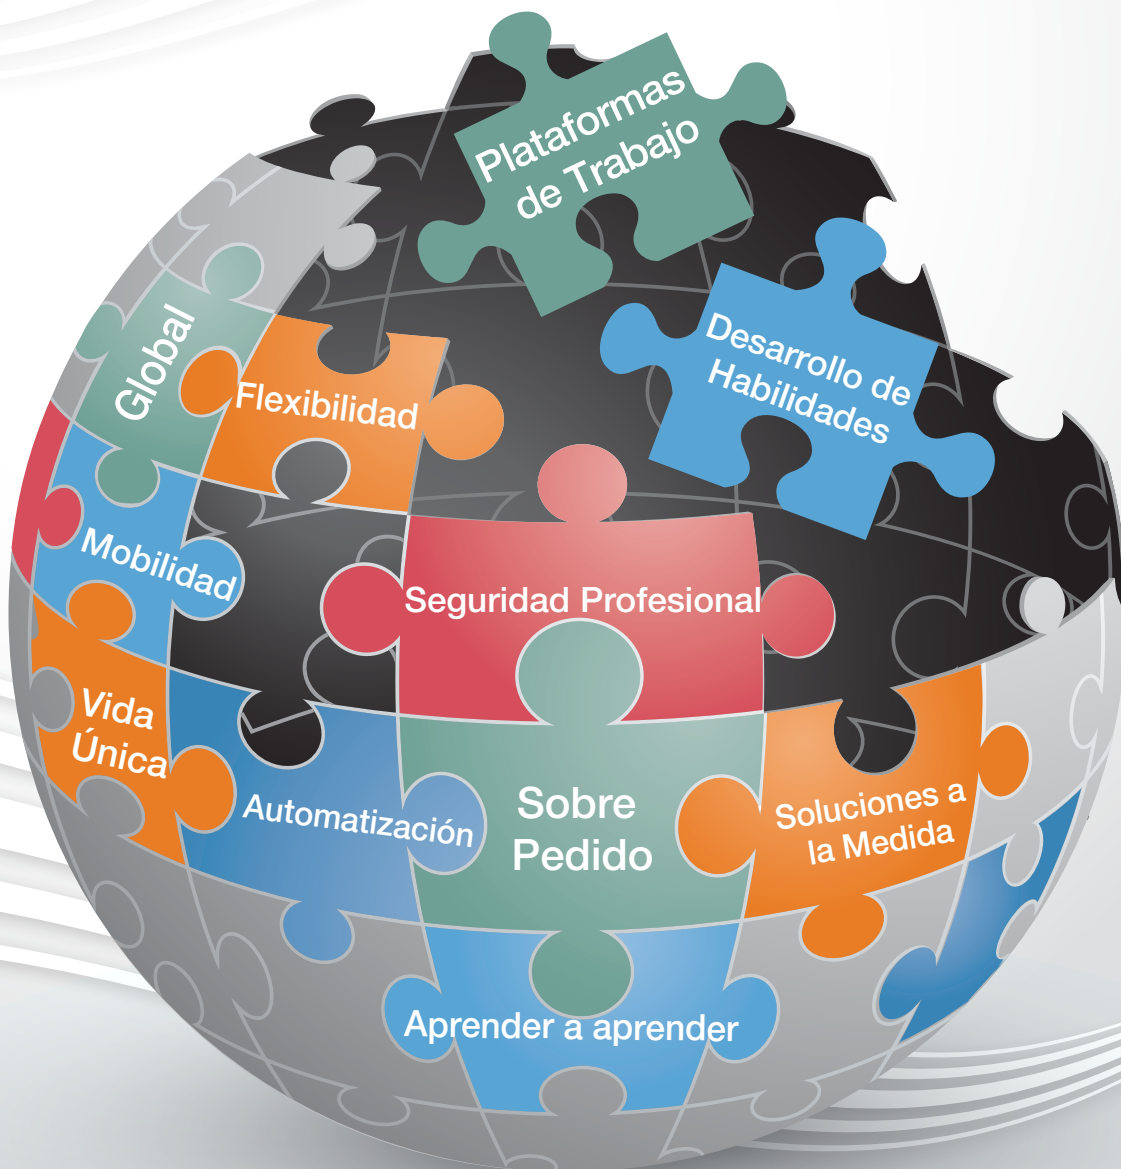 Plataformas
de Trabajo
Desarrollo de
Habilidades
Global
Flexibilidad
Mobilidad
Seguridad Profesional
Vida
Única
Automatización
Sobre
Pedido
Soluciones a
la Medida
Aprender a aprender